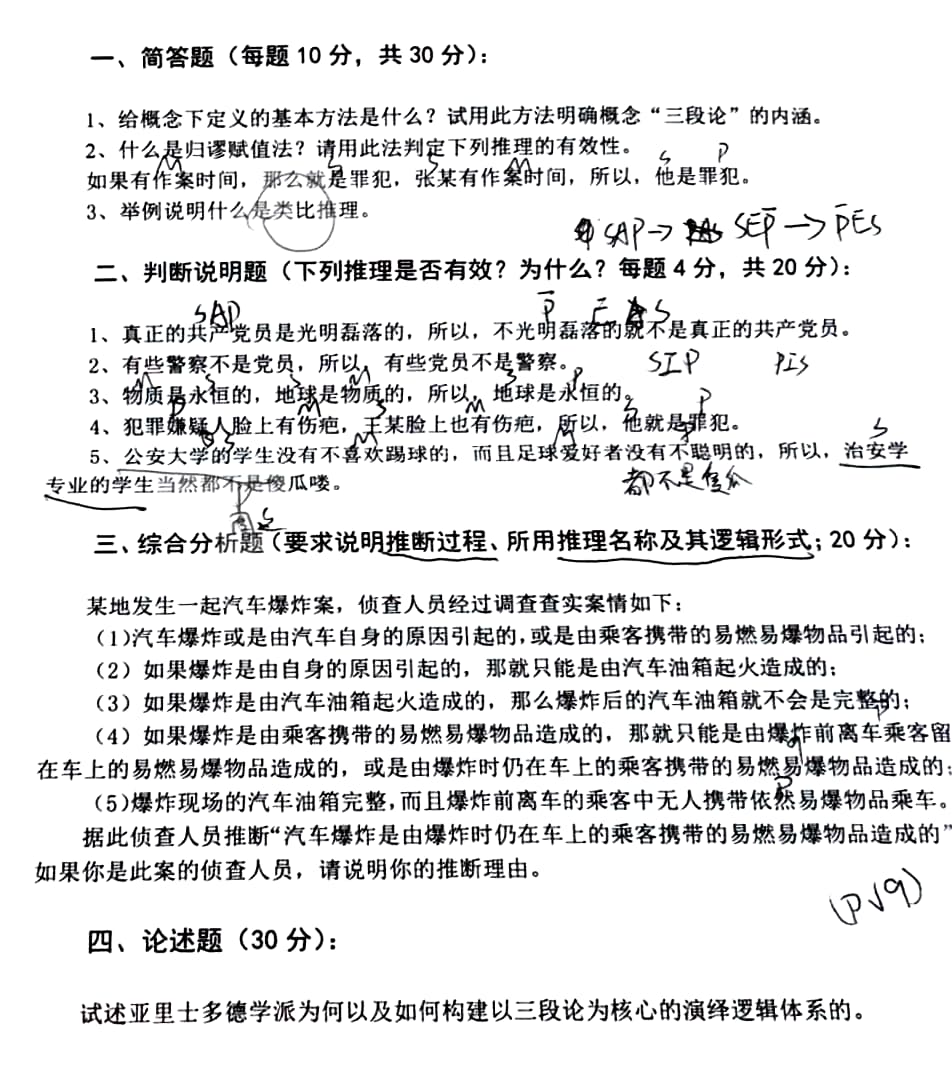 一、简答题（每题 10 分，共 30 分）：
1、给概念下定义的基本方法是什么？试用此方法明确概念“三段论”的内涵。
2、什么是归谬赋值法？请用此法判定下列推理的有效性。
M S S M S P
如果有作案时间，那么就是罪犯，张某有作案时间，所以，他是罪犯。
3、举例说明什么是类比推理。
SAP→ SEP̄→P̄ES
二、判断说明题（下列推理是否有效？为什么？每题 4 分，共 20 分）：
SAP P̄ E S
1、真正的共产党员是光明磊落的，所以，不光明磊落的就不是真正的共产党员。
2、有些警察不是党员，所以，有些党员不是警察。 SIP PIS
M S S M S P
3、物质是永恒的，地球是物质的，所以，地球是永恒的。
P M S M S P
4、犯罪嫌疑人脸上有伤疤，王某脸上也有伤疤，所以，他就是罪犯。
S M M P S
5、公安大学的学生没有不喜欢踢球的，而且足球爱好者没有不聪明的，所以，治安学
专业的学生当然都不是傻瓜喽。 都不是傻瓜
P
三、综合分析题（要求说明推断过程、所用推理名称及其逻辑形式；20 分）：
某地发生一起汽车爆炸案，侦查人员经过调查查实案情如下：
（1）汽车爆炸或是由汽车自身的原因引起的，或是由乘客携带的易燃易爆物品引起的；
（2）如果爆炸是由自身的原因引起的，那就只能是由汽车油箱起火造成的；
（3）如果爆炸是由汽车油箱起火造成的，那么爆炸后的汽车油箱就不会是完整的；
（4）如果爆炸是由乘客携带的易燃易爆物品造成的，那就只能是由爆炸前离车乘客留
在车上的易燃易爆物品造成的，或是由爆炸时仍在车上的乘客携带的易燃易爆物品造成的；
（5）爆炸现场的汽车油箱完整，而且爆炸前离车的乘客中无人携带依然易爆物品乘车。
据此侦查人员推断“汽车爆炸是由爆炸时仍在车上的乘客携带的易燃易爆物品造成的”
如果你是此案的侦查人员，请说明你的推断理由。
(p∨q)
四、论述题（30 分）：
试述亚里士多德学派为何以及如何构建以三段论为核心的演绎逻辑体系的。